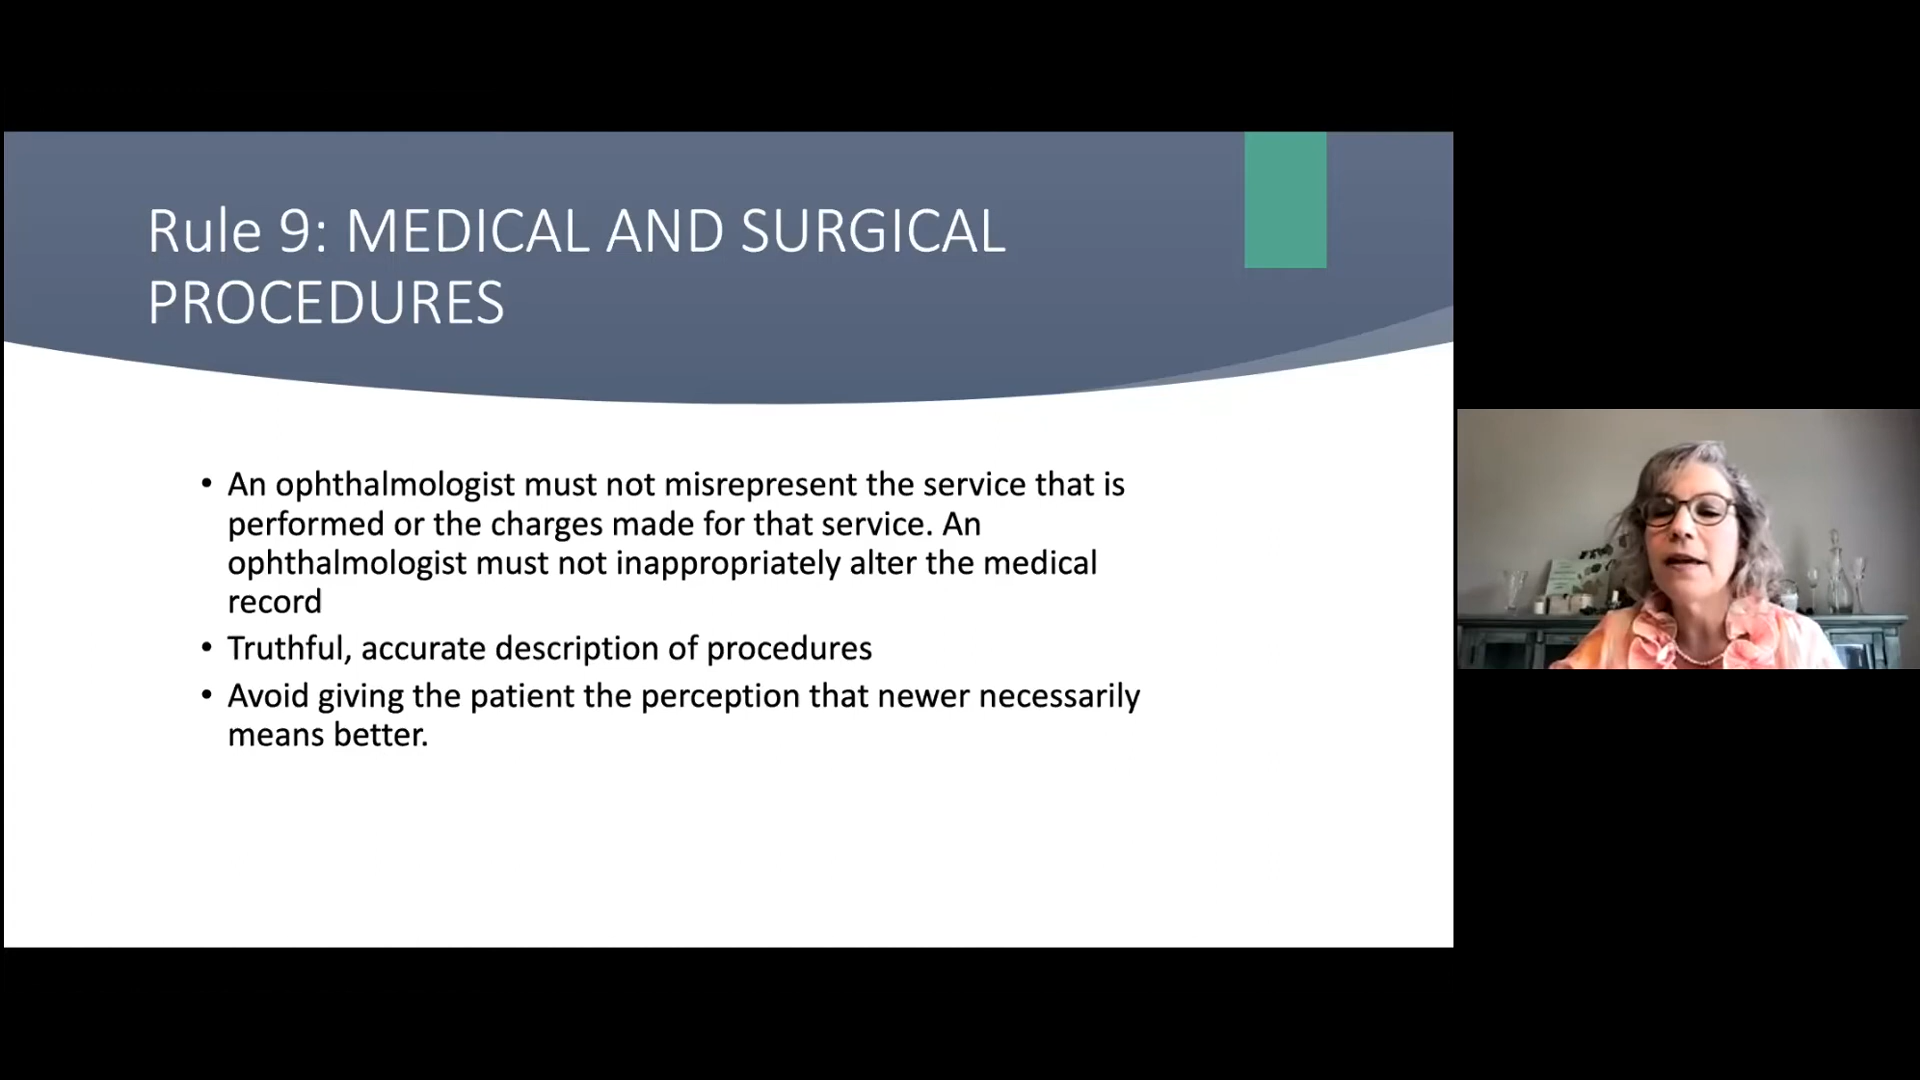 Rule 9: MEDICAL AND SURGICAL
PROCEDURES
• An ophthalmologist must not misrepresent the service that is
performed or the charges made for that service. An
ophthalmologist must not inappropriately alter the medical
record
• Truthful, accurate description of procedures
• Avoid giving the patient the perception that newer necessarily
means better.